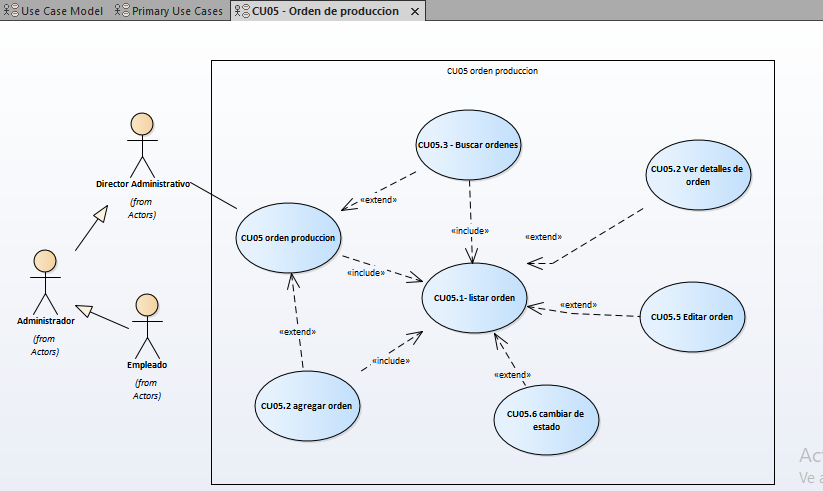 Use Case Model
Primary Use Cases
CU05 - Orden de produccion
CU05 orden produccion
CU05.3 - Buscar ordenes
CU05.2 Ver detalles de
orden
Director Administrativo
(from
Actors)
«extend»
«include»
«extend»
CU05 orden produccion
«include»
CU05.1- listar orden
Administrador
(from
Actors)
«extend»
CU05.5 Editar orden
Empleado
(from
Actors)
«extend»
«include»
«extend»
CU05.2 agregar orden
CU05.6 cambiar de
estado
Ve a